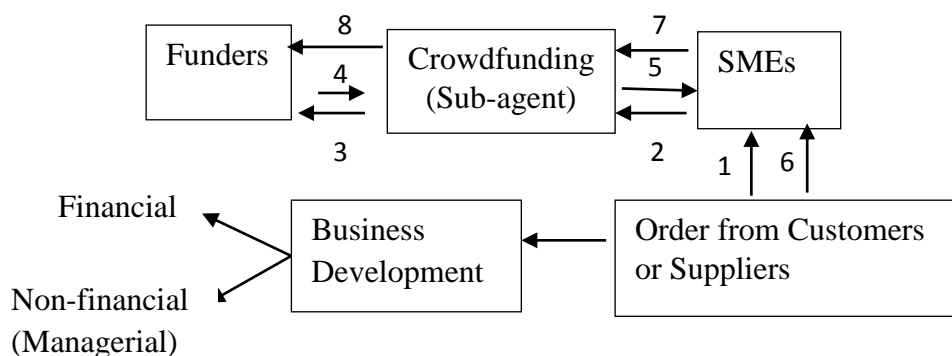 8
7
Funders
Crowdfunding
(Sub-agent)
SMEs
4
5
3
2
1
6
Financial
Business
Development
Order from Customers
or Suppliers
Non-financial
(Managerial)